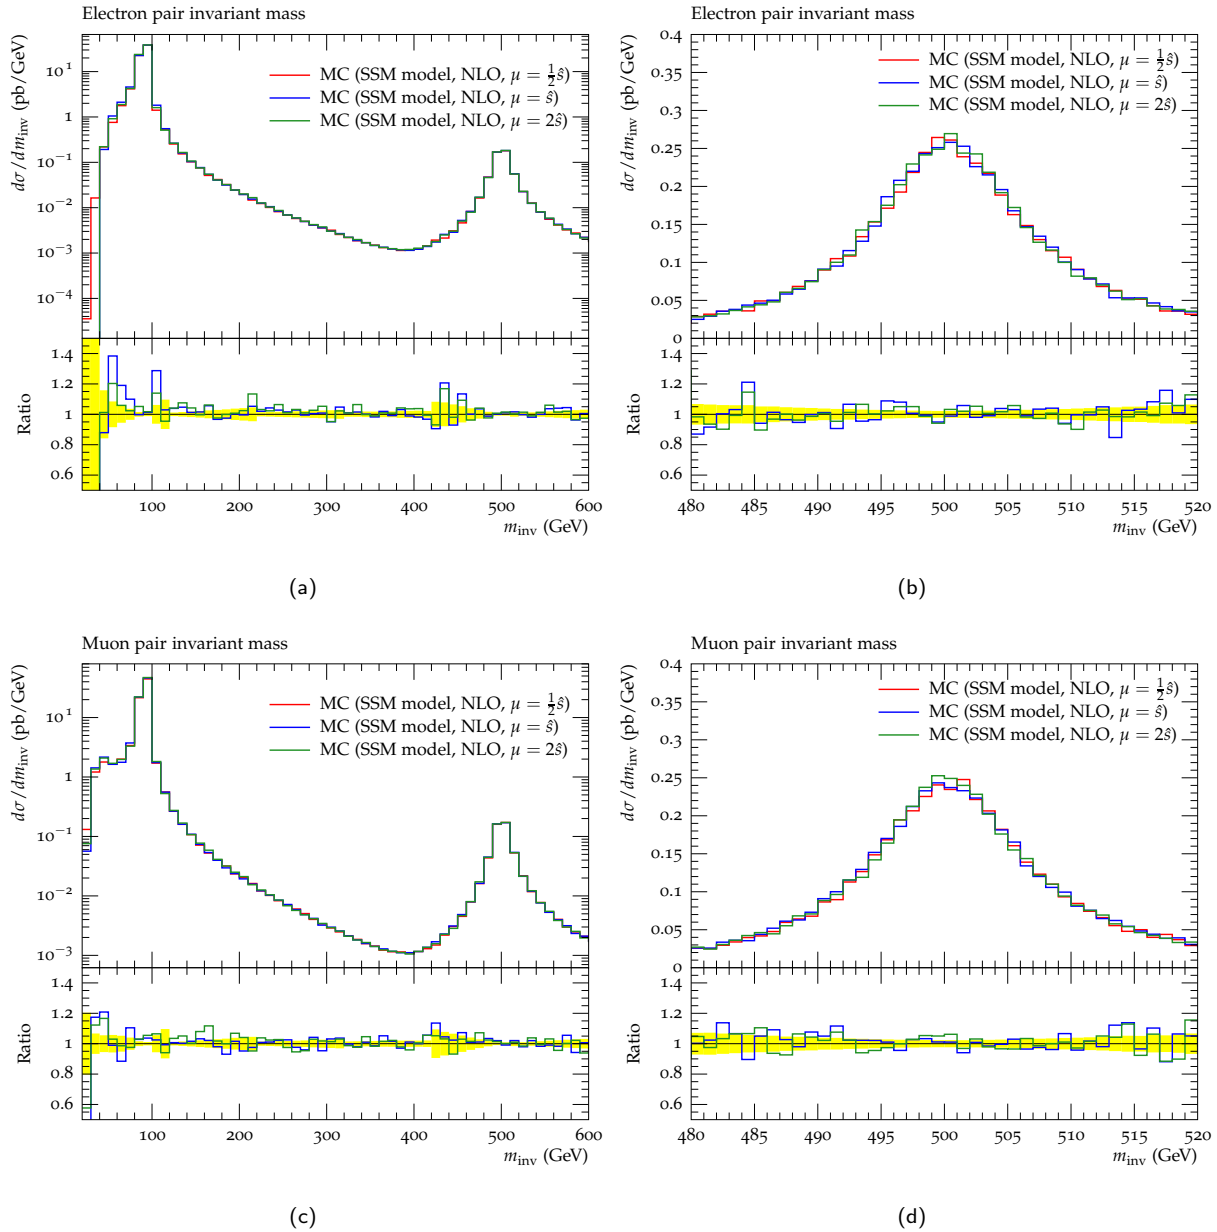 Electron pair invariant mass
dσ/dm_inv (pb/GeV)
10^1
1
10^−1
10^−2
10^−3
10^−4
MC (SSM model, NLO, μ = ½ŝ)
MC (SSM model, NLO, μ = ŝ)
MC (SSM model, NLO, μ = 2ŝ)
Ratio
1.4
1.2
1
0.8
0.6
100 200 300 400 500 600
m_inv (GeV)
(a)
Electron pair invariant mass
dσ/dm_inv (pb/GeV)
0.4
0.35
0.3
0.25
0.2
0.15
0.1
0.05
0
MC (SSM model, NLO, μ = ½ŝ)
MC (SSM model, NLO, μ = ŝ)
MC (SSM model, NLO, μ = 2ŝ)
Ratio
1.4
1.2
1
0.8
0.6
480 485 490 495 500 505 510 515 520
m_inv (GeV)
(b)
Muon pair invariant mass
dσ/dm_inv (pb/GeV)
10^1
1
10^−1
10^−2
10^−3
MC (SSM model, NLO, μ = ½ŝ)
MC (SSM model, NLO, μ = ŝ)
MC (SSM model, NLO, μ = 2ŝ)
Ratio
1.4
1.2
1
0.8
0.6
100 200 300 400 500 600
m_inv (GeV)
(c)
Muon pair invariant mass
dσ/dm_inv (pb/GeV)
0.4
0.35
0.3
0.25
0.2
0.15
0.1
0.05
0
MC (SSM model, NLO, μ = ½ŝ)
MC (SSM model, NLO, μ = ŝ)
MC (SSM model, NLO, μ = 2ŝ)
Ratio
1.4
1.2
1
0.8
0.6
480 485 490 495 500 505 510 515 520
m_inv (GeV)
(d)